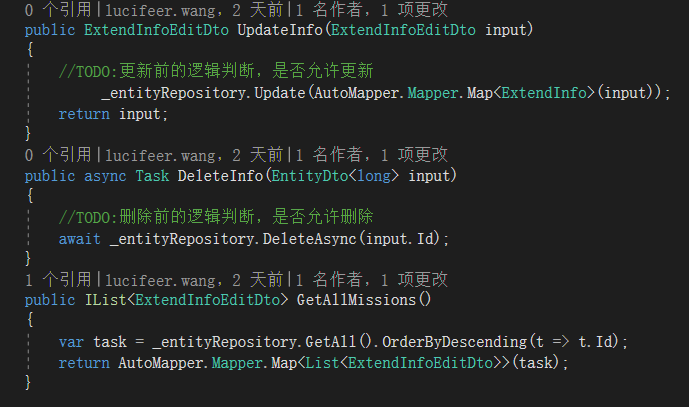 0 个引用|lucifeer.wang，2 天前|1 名作者，1 项更改
public ExtendInfoEditDto UpdateInfo(ExtendInfoEditDto input)
{
//TODO:更新前的逻辑判断，是否允许更新
_entityRepository.Update(AutoMapper.Mapper.Map<ExtendInfo>(input));
return input;
}
0 个引用|lucifeer.wang，2 天前|1 名作者，1 项更改
public async Task DeleteInfo(EntityDto<long> input)
{
//TODO:删除前的逻辑判断，是否允许删除
await _entityRepository.DeleteAsync(input.Id);
}
1 个引用|lucifeer.wang，2 天前|1 名作者，1 项更改
public IList<ExtendInfoEditDto> GetAllMissions()
{
var task = _entityRepository.GetAll().OrderByDescending(t => t.Id);
return AutoMapper.Mapper.Map<List<ExtendInfoEditDto>>(task);
}